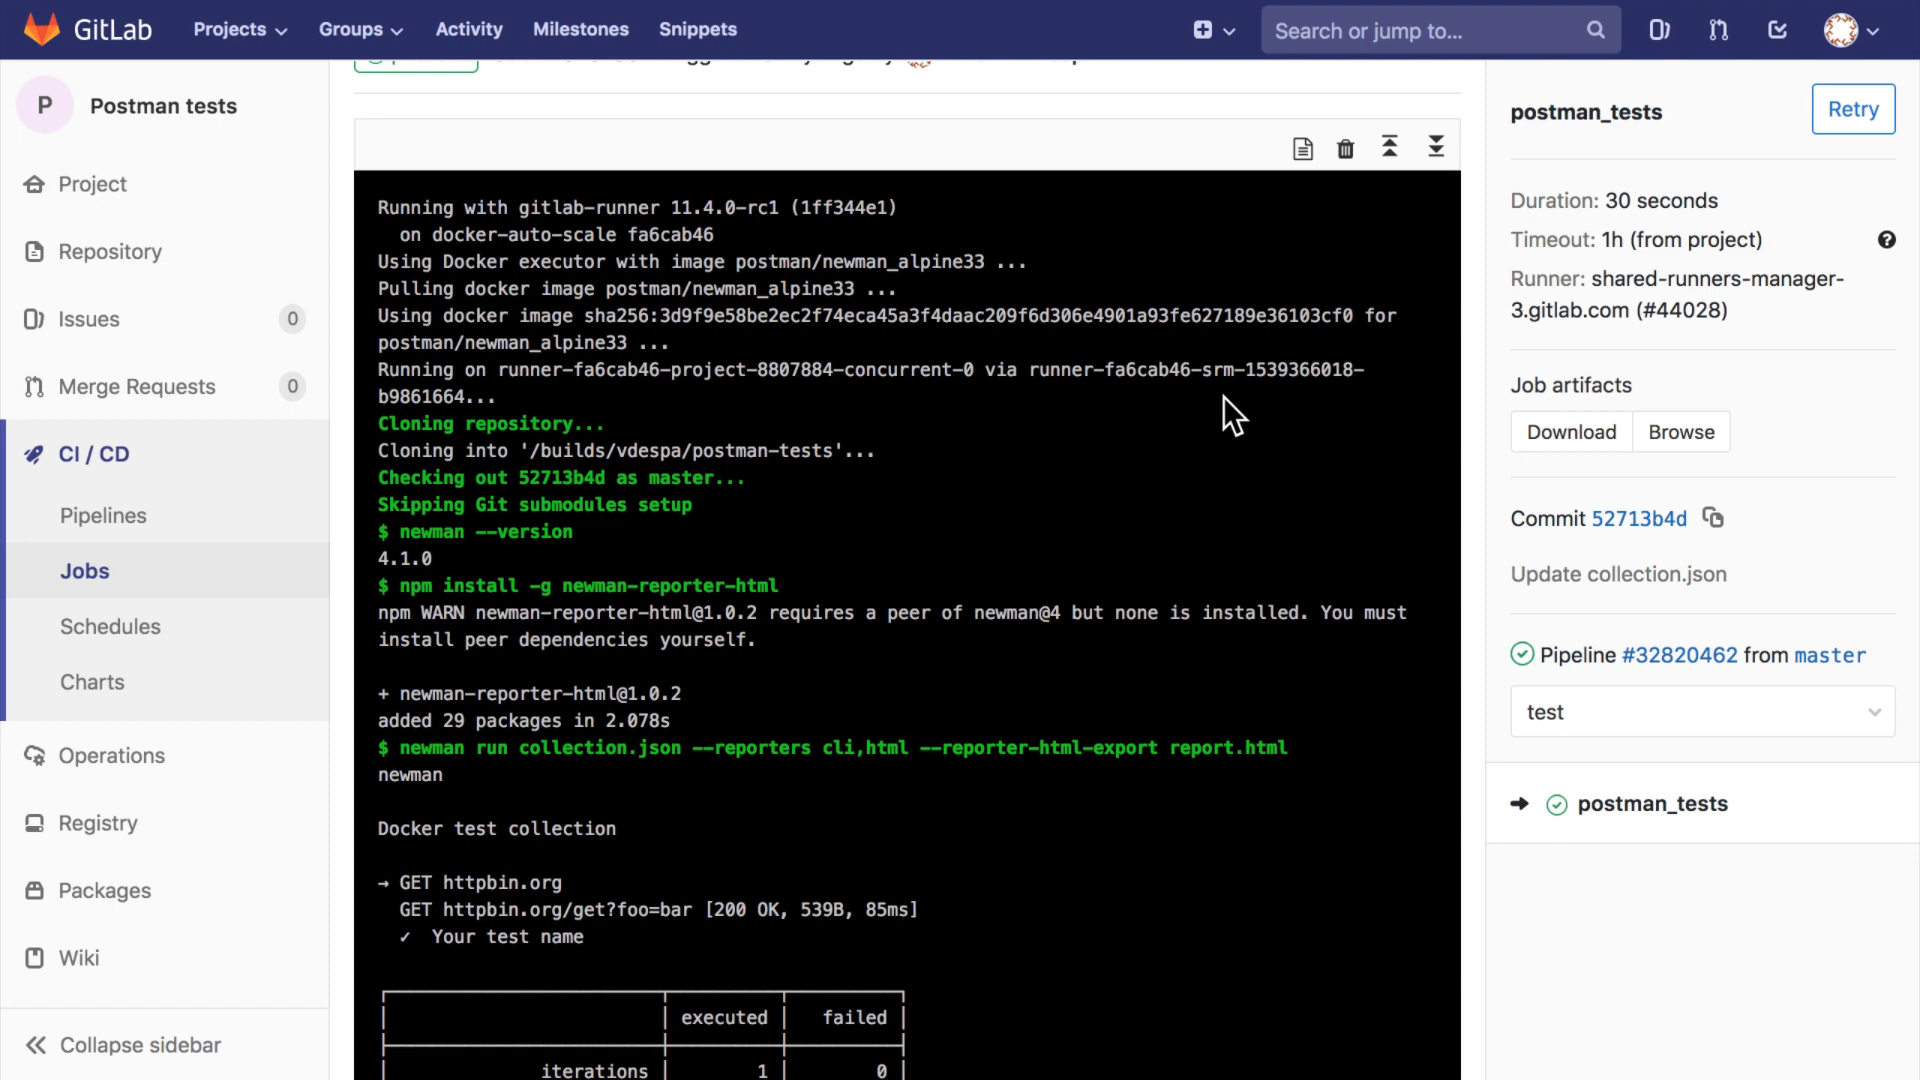 GitLab Projects Groups Activity Milestones Snippets Search or jump to...
P Postman tests
Project
Repository
Issues 0
Merge Requests 0
CI / CD
Pipelines
Jobs
Schedules
Charts
Operations
Registry
Packages
Wiki
Collapse sidebar
Running with gitlab-runner 11.4.0-rc1 (1ff344e1)
on docker-auto-scale fa6cab46
Using Docker executor with image postman/newman_alpine33 ...
Pulling docker image postman/newman_alpine33 ...
Using docker image sha256:3d9f9e58be2ec2f74eca45a3f4daac209f6d306e4901a93fe627189e36103cf0 for
postman/newman_alpine33 ...
Running on runner-fa6cab46-project-8807884-concurrent-0 via runner-fa6cab46-srm-1539366018-
b9861664...
Cloning repository...
Cloning into '/builds/vdespa/postman-tests'...
Checking out 52713b4d as master...
Skipping Git submodules setup
$ newman --version
4.1.0
$ npm install -g newman-reporter-html
npm WARN newman-reporter-html@1.0.2 requires a peer of newman@4 but none is installed. You must
install peer dependencies yourself.
+ newman-reporter-html@1.0.2
added 29 packages in 2.078s
$ newman run collection.json --reporters cli,html --reporter-html-export report.html
newman
Docker test collection
→ GET httpbin.org
GET httpbin.org/get?foo=bar [200 OK, 539B, 85ms]
✓ Your test name
executed failed
iterations 1 0
postman_tests Retry
Duration: 30 seconds
Timeout: 1h (from project)
Runner: shared-runners-manager-
3.gitlab.com (#44028)
Job artifacts
Download Browse
Commit 52713b4d
Update collection.json
Pipeline #32820462 from master
test
postman_tests